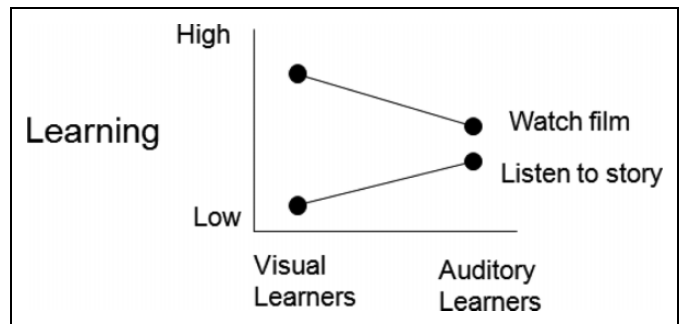 High
Learning
Watch film
Listen to story
Low
Visual
Learners
Auditory
Learners